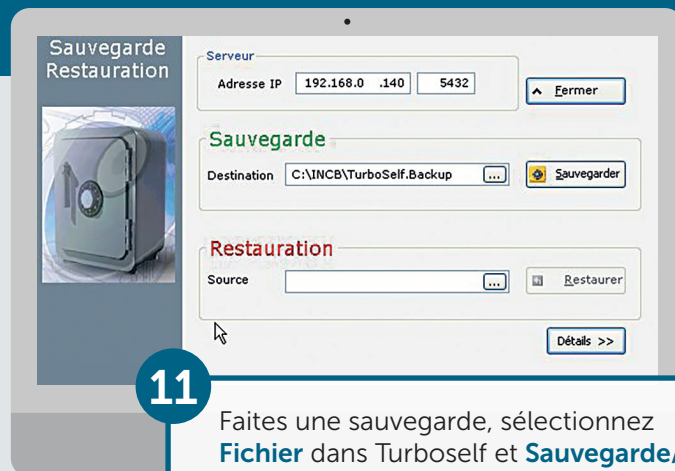 Sauvegarde
Restauration
Serveur
Adresse IP 192.168.0 .140 5432
Fermer
Sauvegarde
Destination C:\INCB\TurboSelf.Backup ... Sauvegarder
Restauration
Source ... Restaurer
Détails >>
11
Faites une sauvegarde, sélectionnez
Fichier dans Turboself et Sauvegarde/